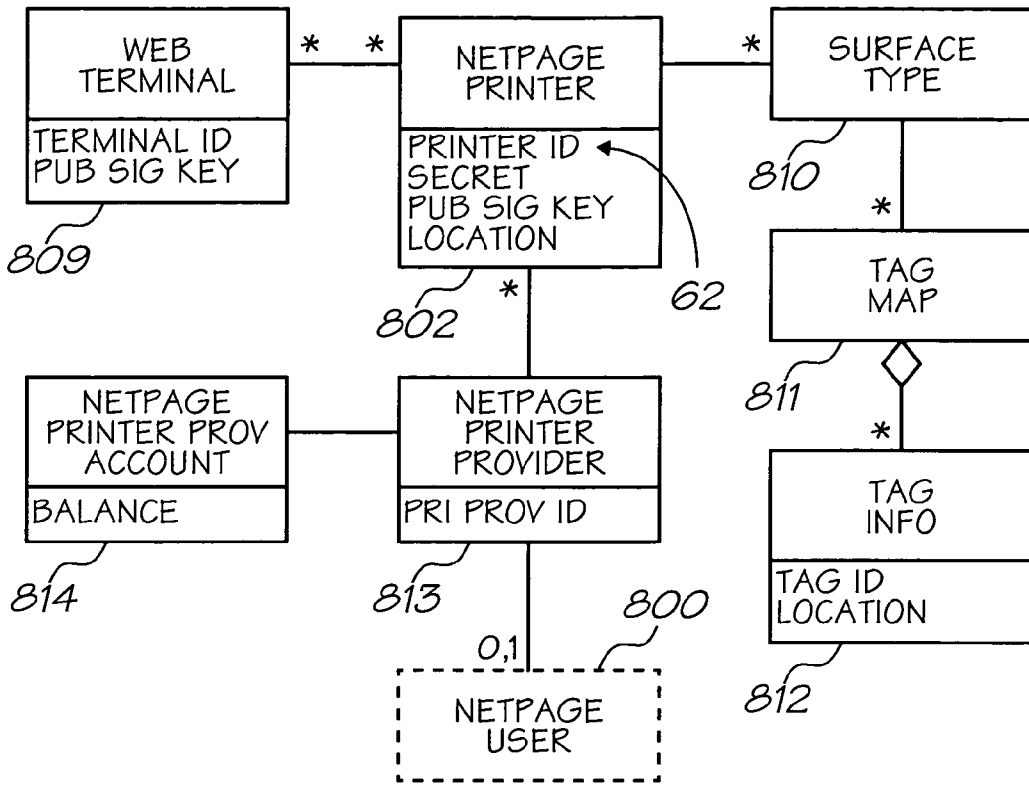 WEB
TERMINAL
TERMINAL ID
PUB SIG KEY
809
*
*
NETPAGE
PRINTER
PRINTER ID
SECRET
PUB SIG KEY
LOCATION
62
802
*
*
SURFACE
TYPE
810
*
TAG
MAP
811
*
TAG
INFO
TAG ID
LOCATION
812
NETPAGE
PRINTER PROV
ACCOUNT
BALANCE
814
NETPAGE
PRINTER
PROVIDER
PRI PROV ID
813
0,1
800
NETPAGE
USER